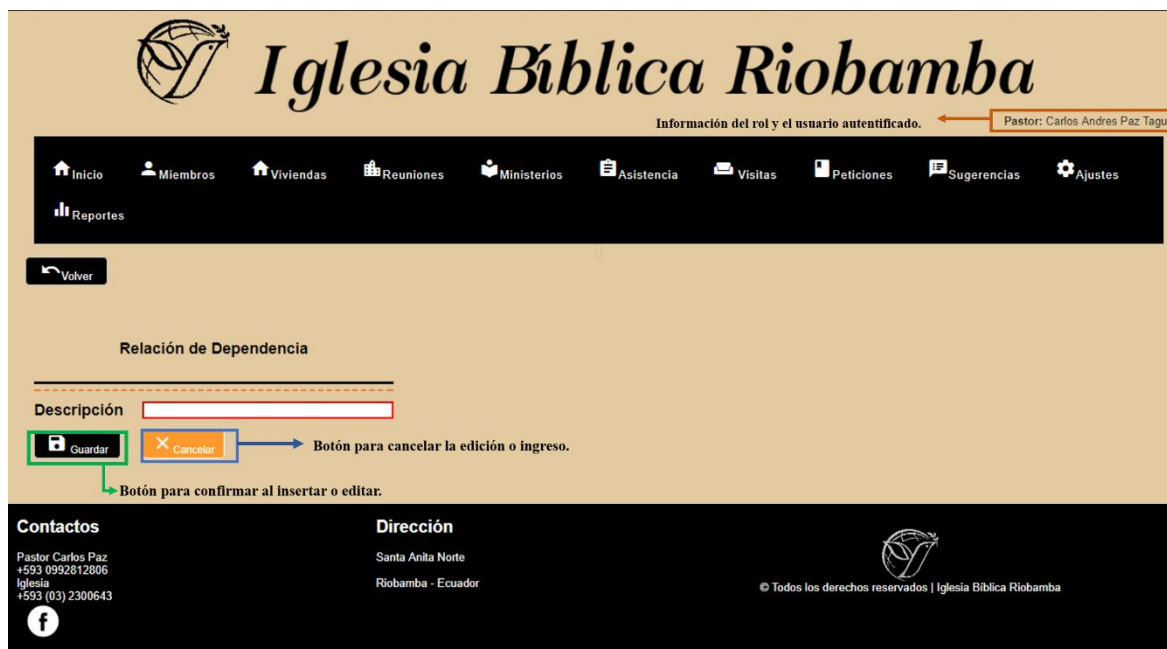 Iglesia Bíblica Riobamba
Información del rol y el usuario autentificado.
Pastor: Carlos Andres Paz Tagu
Inicio Miembros Viviendas Reuniones Ministerios Asistencia Visitas Peticiones Sugerencias Ajustes
Reportes
Volver
Relación de Dependencia
Descripción
Guardar Cancelar Botón para cancelar la edición o ingreso.
Botón para confirmar al insertar o editar.
Contactos Dirección
Pastor Carlos Paz Santa Anita Norte
+593 0992812806
Iglesia Riobamba - Ecuador
+593 (03) 2300643
© Todos los derechos reservados | Iglesia Bíblica Riobamba